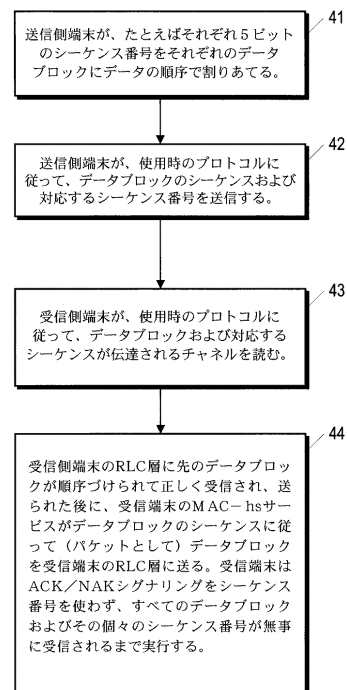 41
送信側端末が、たとえばそれぞれ５ビット
のシーケンス番号をそれぞれのデータ
ブロックにデータの順序で割りあてる。
42
送信側端末が、使用時のプロトコルに
従って、データブロックのシーケンスおよび
対応するシーケンス番号を送信する。
43
受信側端末が、使用時のプロトコルに
従って、データブロックおよび対応する
シーケンスが伝達されるチャネルを読む。
44
受信側端末のRLC層に先のデータブロッ
クが順序づけられて正しく受信され、送
られた後に、受信端末のMAC－hsサー
ビスがデータブロックのシーケンスに従
って（パケットとして）データブロック
を受信端末のRLC層に送る。受信端末は
ACK／NAKシグナリングをシーケンス
番号を使わず、すべてのデータブロック
およびその個々のシーケンス番号が無事
に受信されるまで実行する。